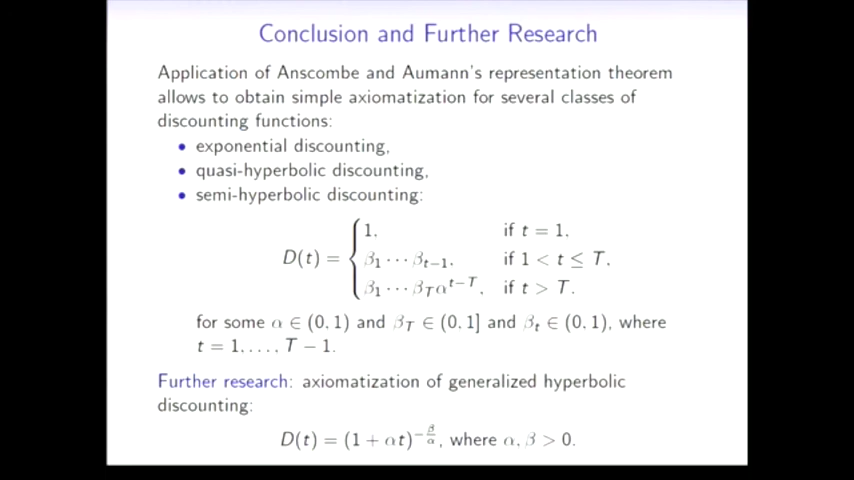 Conclusion and Further Research
Application of Anscombe and Aumann's representation theorem
allows to obtain simple axiomatization for several classes of
discounting functions:
• exponential discounting,
• quasi-hyperbolic discounting,
• semi-hyperbolic discounting:
1, if t = 1,
D(t) = { β₁ ⋯ βₜ₋₁, if 1 < t ≤ T,
β₁ ⋯ β_T α^{t−T}, if t > T.
for some α ∈ (0, 1) and β_T ∈ (0, 1] and βₜ ∈ (0, 1), where
t = 1, . . . , T − 1.
Further research: axiomatization of generalized hyperbolic
discounting:
D(t) = (1 + αt)^{−β/α}, where α, β > 0.